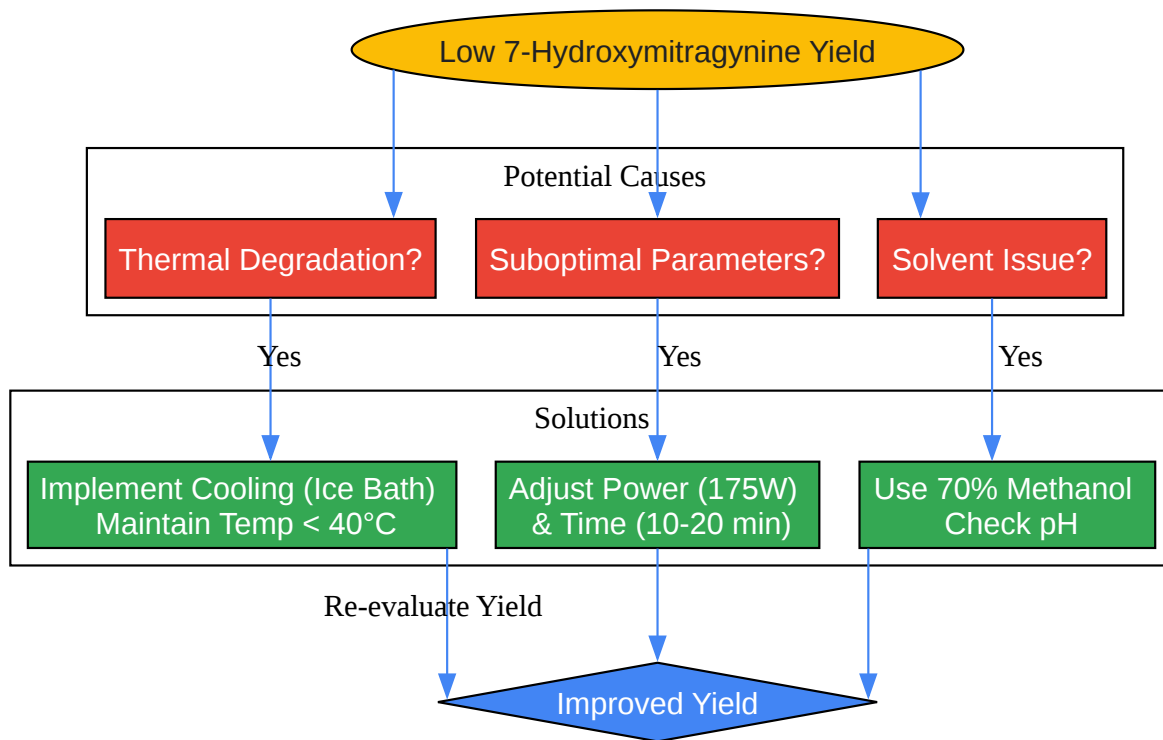 Low 7-Hydroxymitragynine Yield
Potential Causes
Thermal Degradation?
Suboptimal Parameters?
Solvent Issue?
Yes
Yes
Yes
Solutions
Implement Cooling (Ice Bath)
Maintain Temp < 40°C
Adjust Power (175W)
& Time (10-20 min)
Use 70% Methanol
Check pH
Re-evaluate Yield
Improved Yield